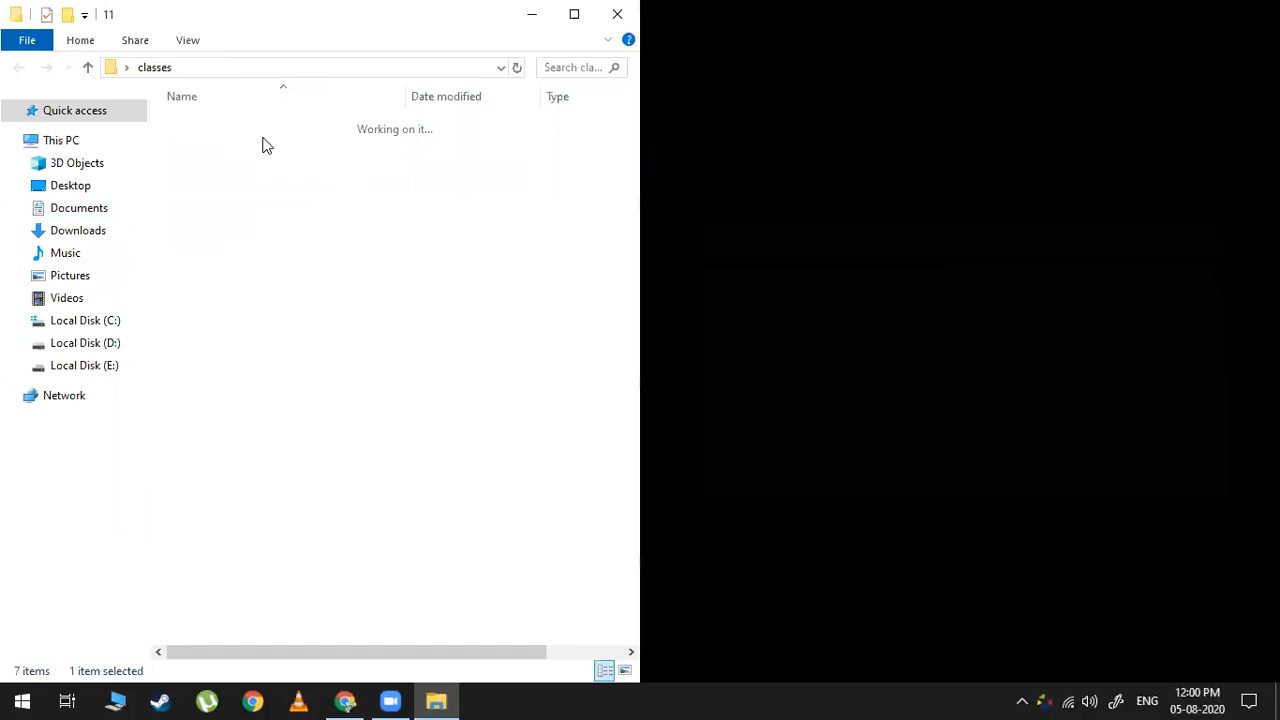 11
File Home Share View
classes
Search cla...
Name Date modified Type
Working on it...
Quick access
This PC
3D Objects
Desktop
Documents
Downloads
Music
Pictures
Videos
Local Disk (C:)
Local Disk (D:)
Local Disk (E:)
Network
7 items 1 item selected
12:00 PM
ENG
05-08-2020